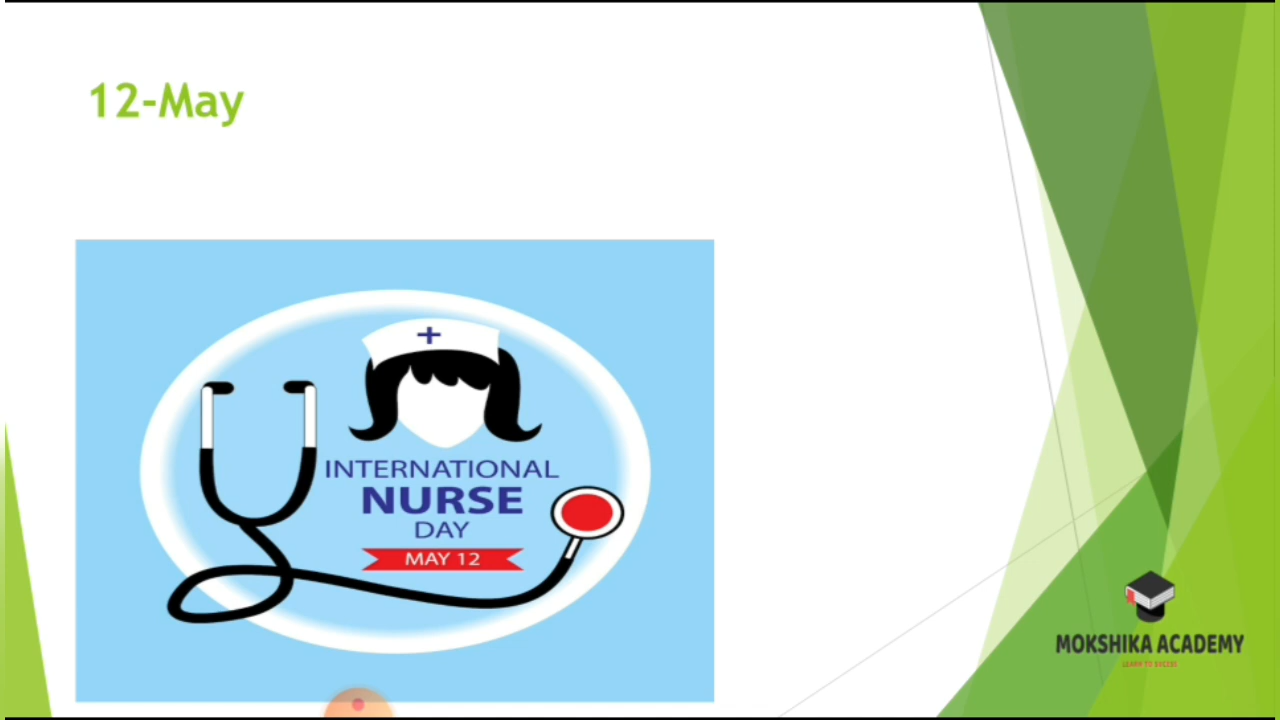 12-May
INTERNATIONAL
NURSE
DAY
MAY 12
MOKSHIKA ACADEMY